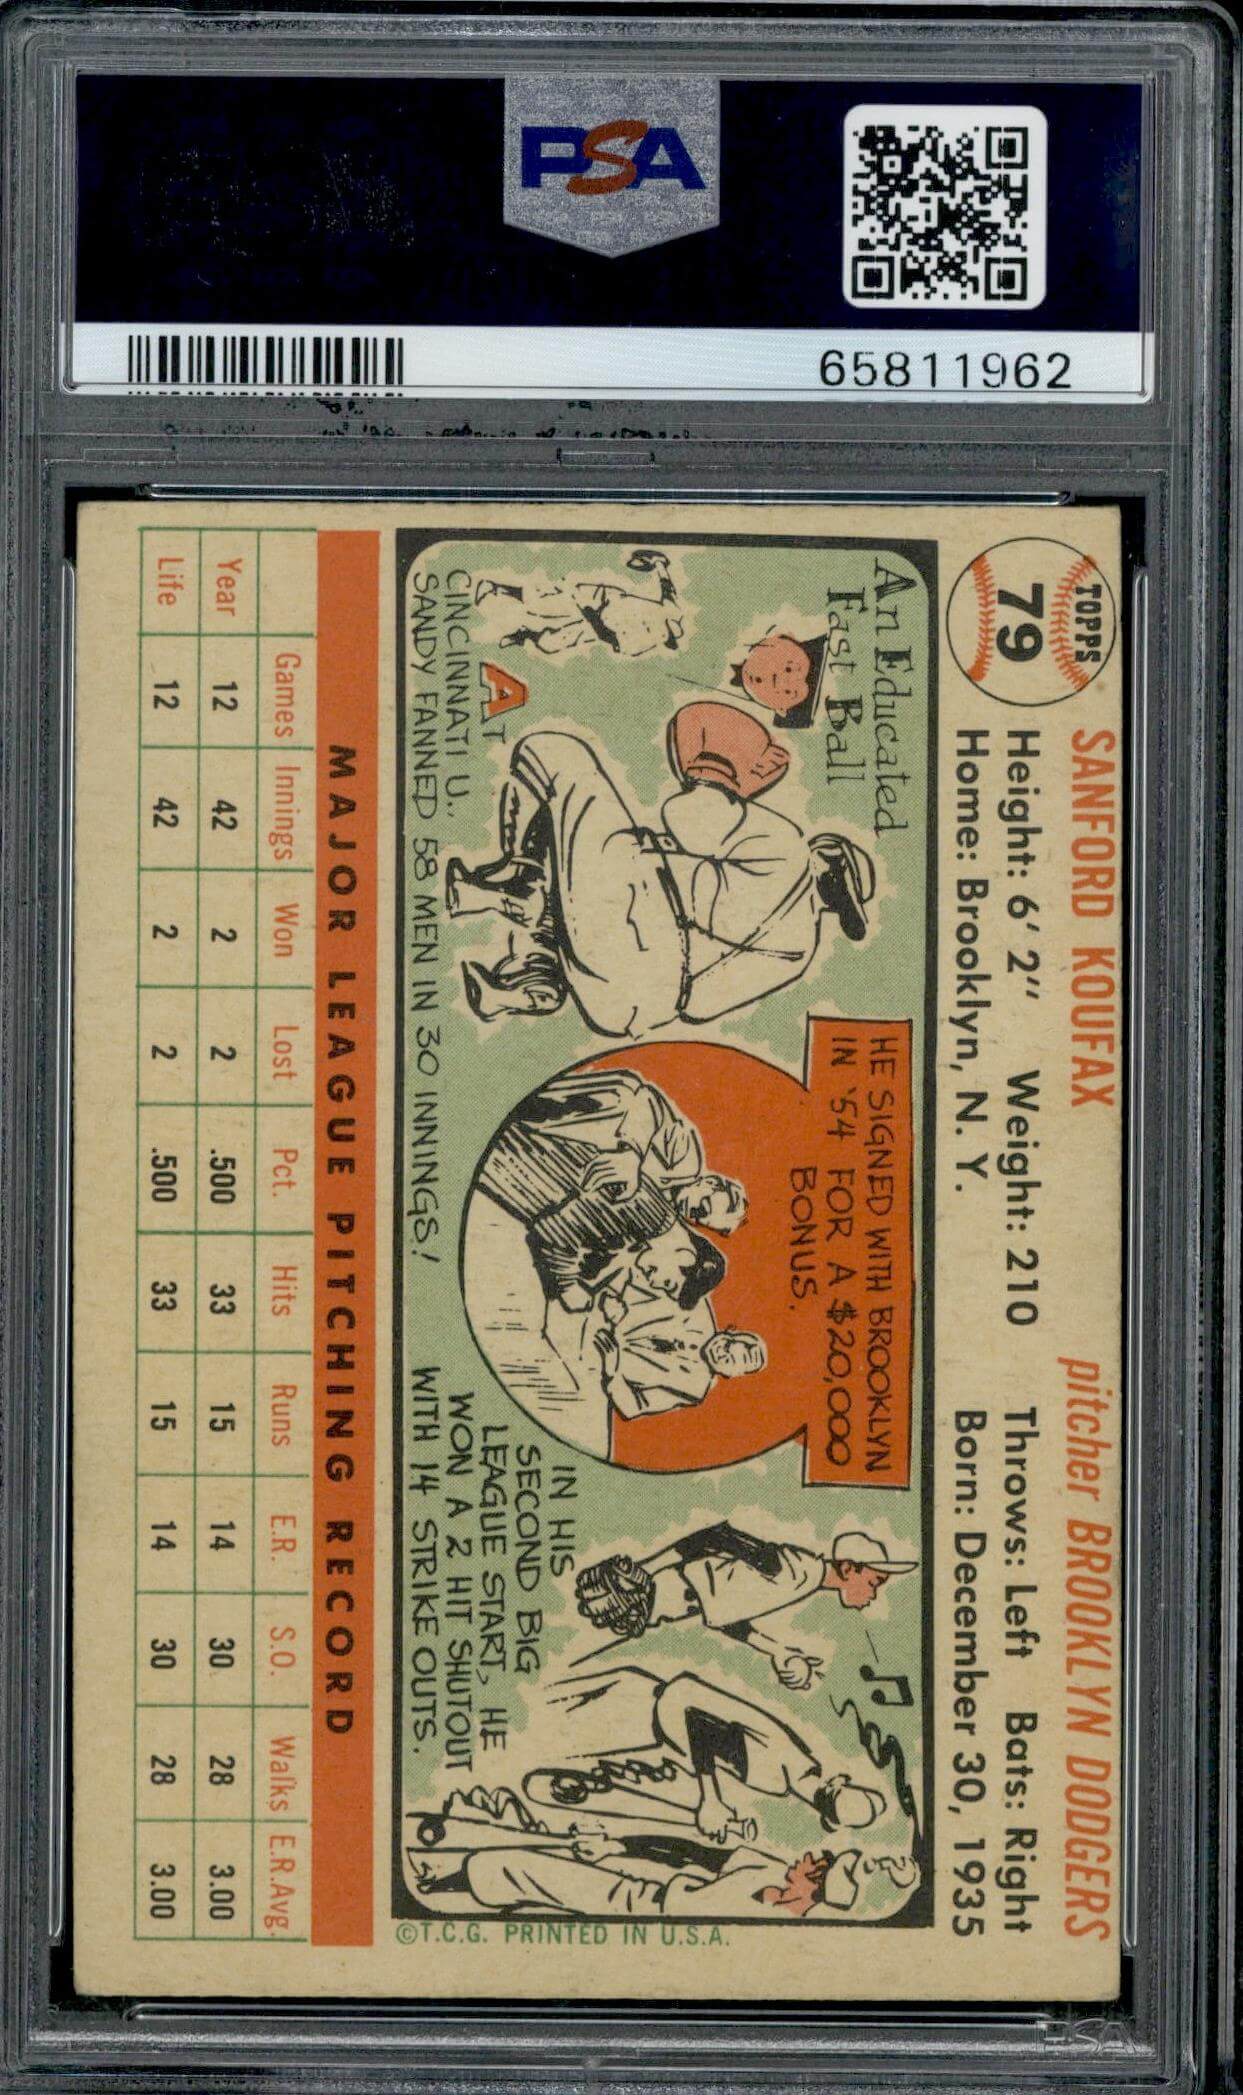 PSA
65811962
TOPPS
79
SANFORD KOUFAX
pitcher BROOKLYN DODGERS
Height: 6' 2" Weight: 210 Throws: Left Bats: Right
Home: Brooklyn, N. Y. Born: December 30, 1935
An Educated
Fast Ball
AT
CINCINNATI U.,
SANDY FANNED 58 MEN IN 30 INNINGS!
HE SIGNED WITH BROOKLYN
IN '54 FOR A $20,000
BONUS.
IN HIS
SECOND BIG
LEAGUE START, HE
WON A 2 HIT SHUTOUT
WITH 14 STRIKE OUTS.
©T.C.G. PRINTED IN U.S.A.
MAJOR LEAGUE PITCHING RECORD
Games Innings Won Lost Pct. Hits Runs E.R. S.O. Walks E.R.Avg.
Year 12 42 2 2 .500 33 15 14 30 28 3.00
Life 12 42 2 2 .500 33 15 14 30 28 3.00
PSA